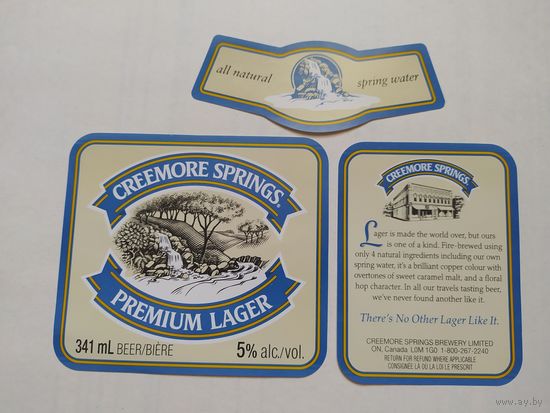 all natural
spring water
CREEMORE SPRINGS®
PREMIUM LAGER
341 mL BEER/BIÈRE
5% alc./vol.
CREEMORE SPRINGS
Lager is made the world over, but ours
is one of a kind. Fire-brewed using
only 4 natural ingredients including our own
spring water, it's a brilliant copper colour with
overtones of sweet caramel malt, and a floral
hop character. In all our travels tasting beer,
we've never found another like it.
There's No Other Lager Like It.
CREEMORE SPRINGS BREWERY LIMITED
ON, Canada L0M 1G0 1-800-267-2240
RETURN FOR REFUND WHERE APPLICABLE
CONSIGNÉE LÀ OÙ LA LOI LE PRESCRIT
www.ay.by